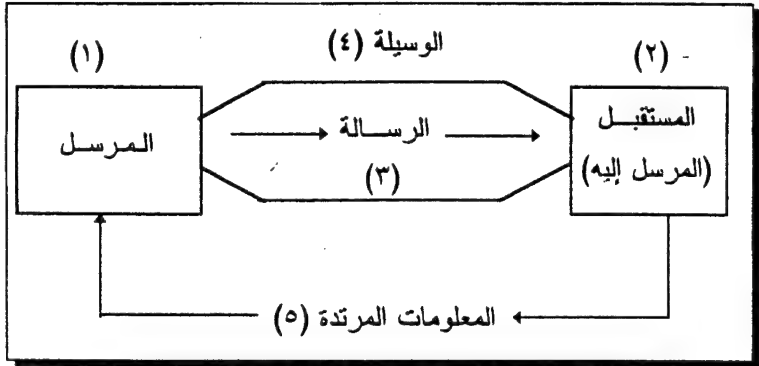 الوسيلة (٤)
(١)
(٢)
المرسل
الرسالة
(٣)
المستقبل
(المرسل إليه)
المعلومات المرتدة (٥)